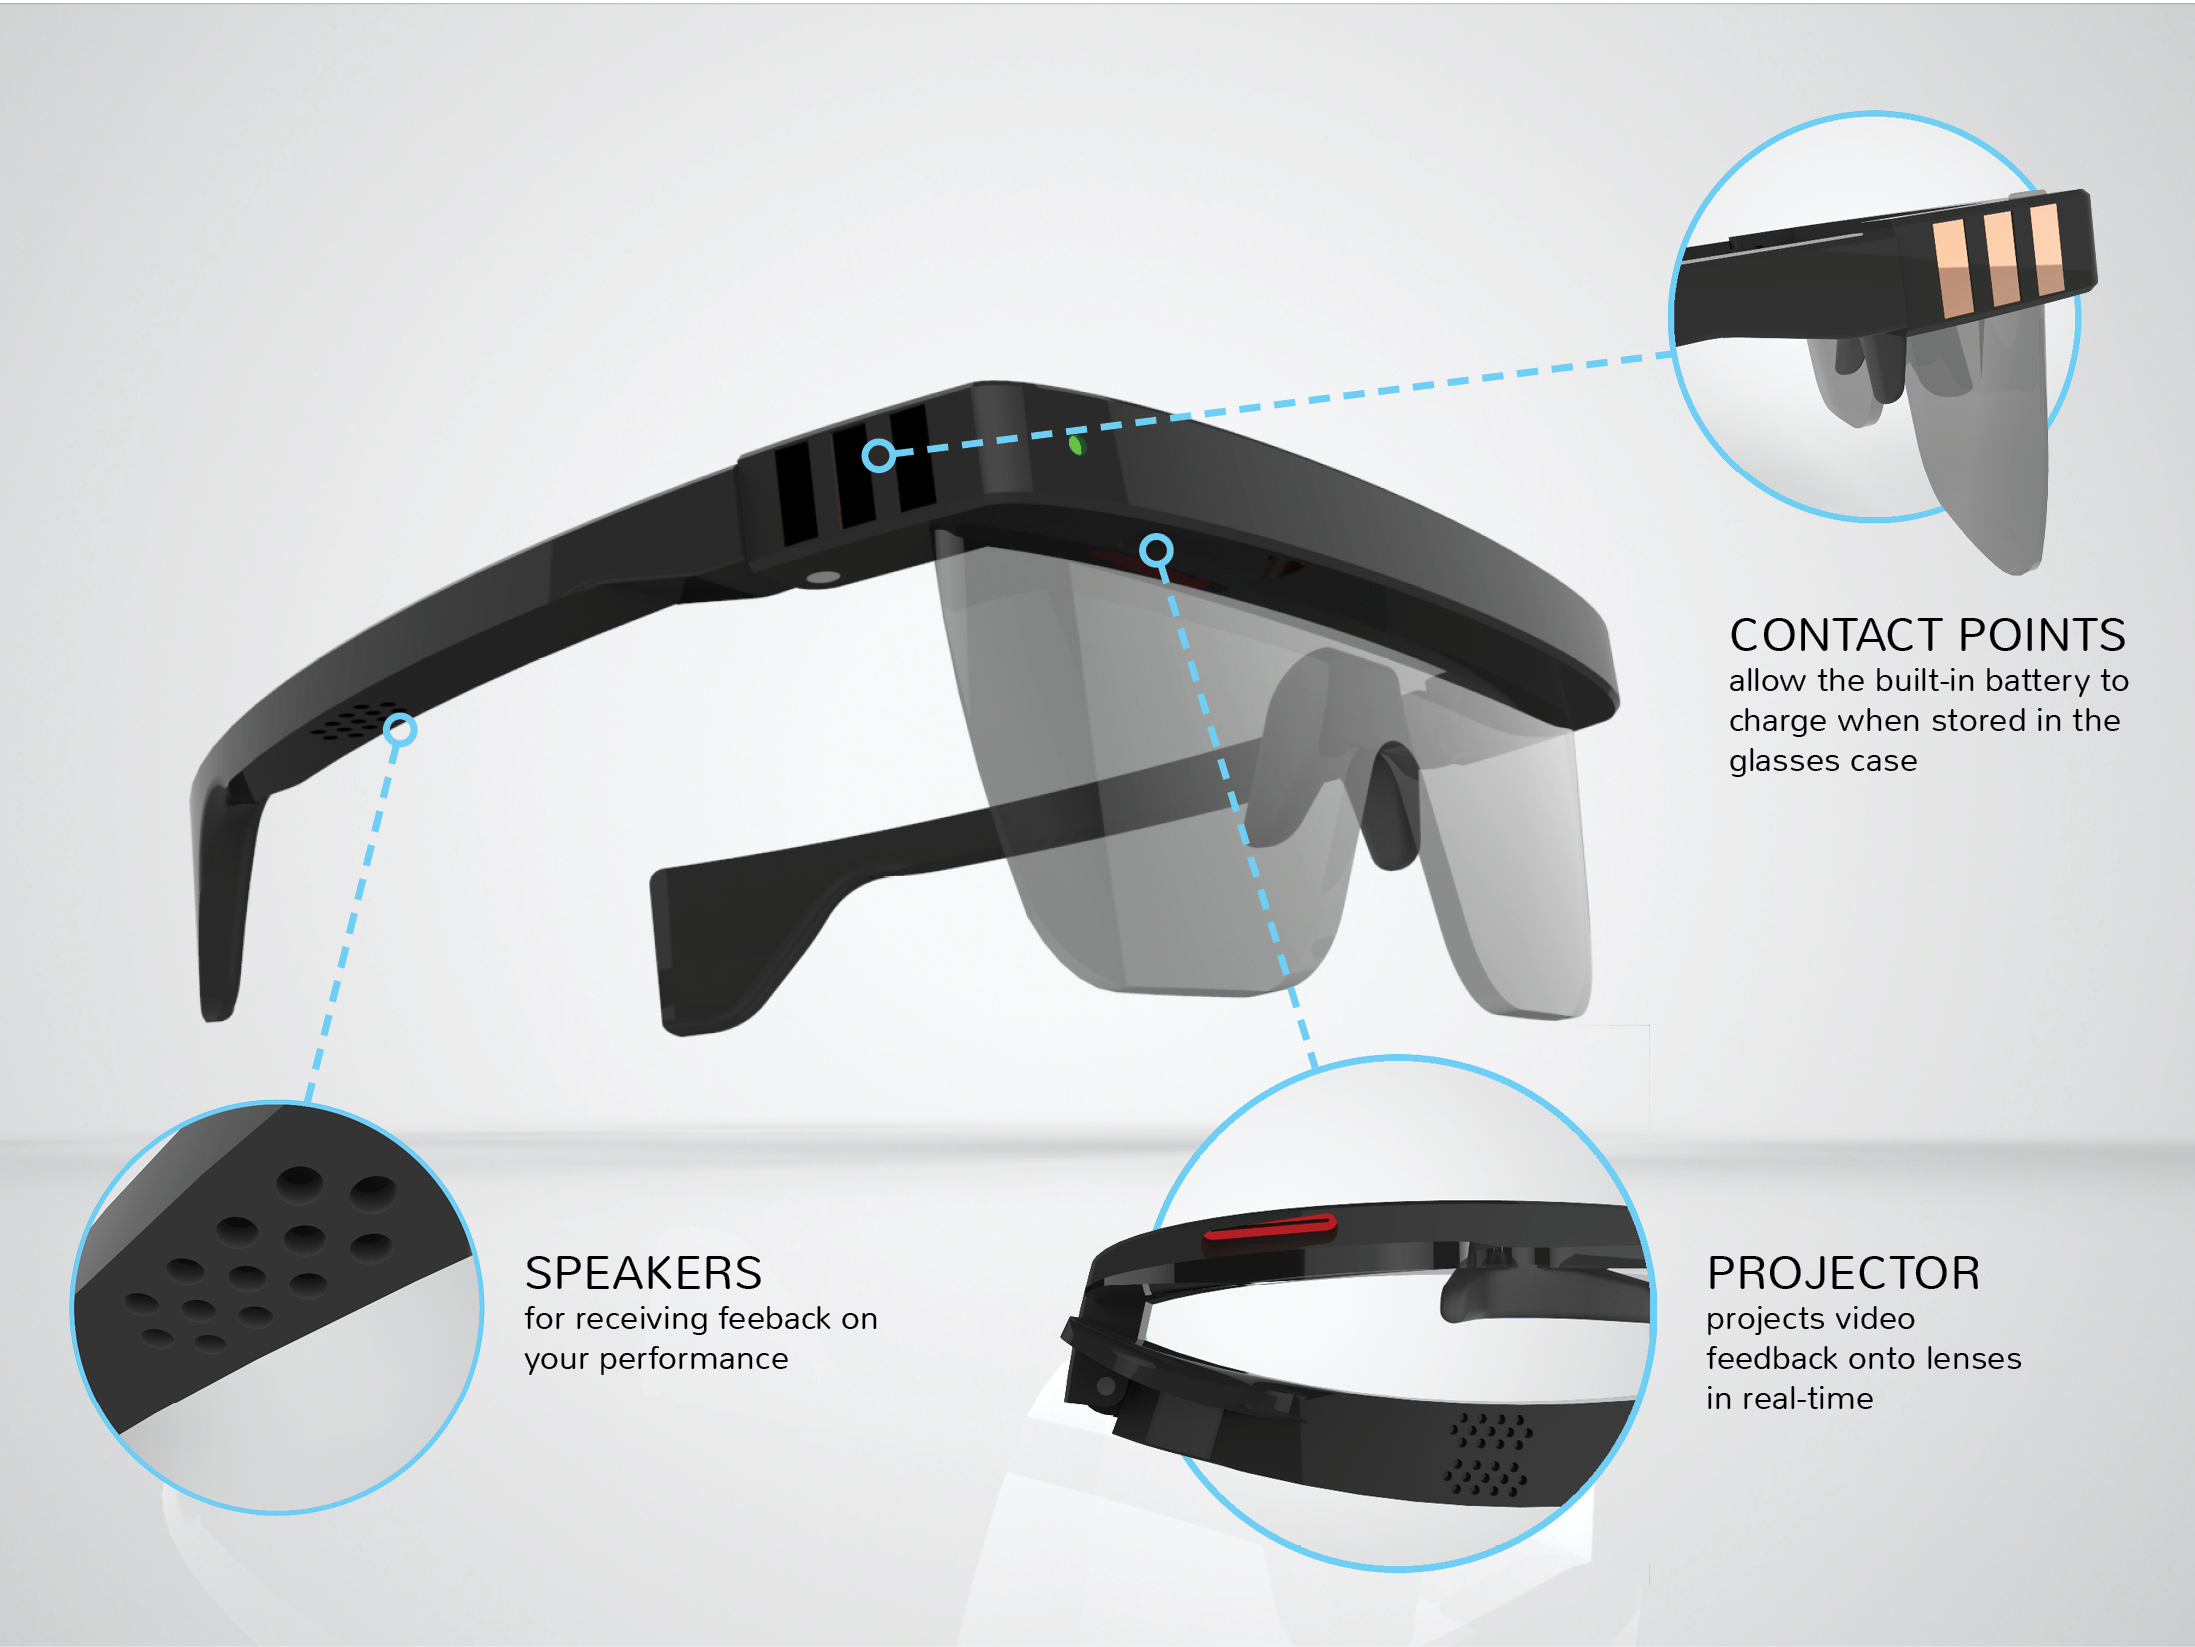 CONTACT POINTS
allow the built-in battery to
charge when stored in the
glasses case
SPEAKERS
for receiving feeback on
your performance
PROJECTOR
projects video
feedback onto lenses
in real-time